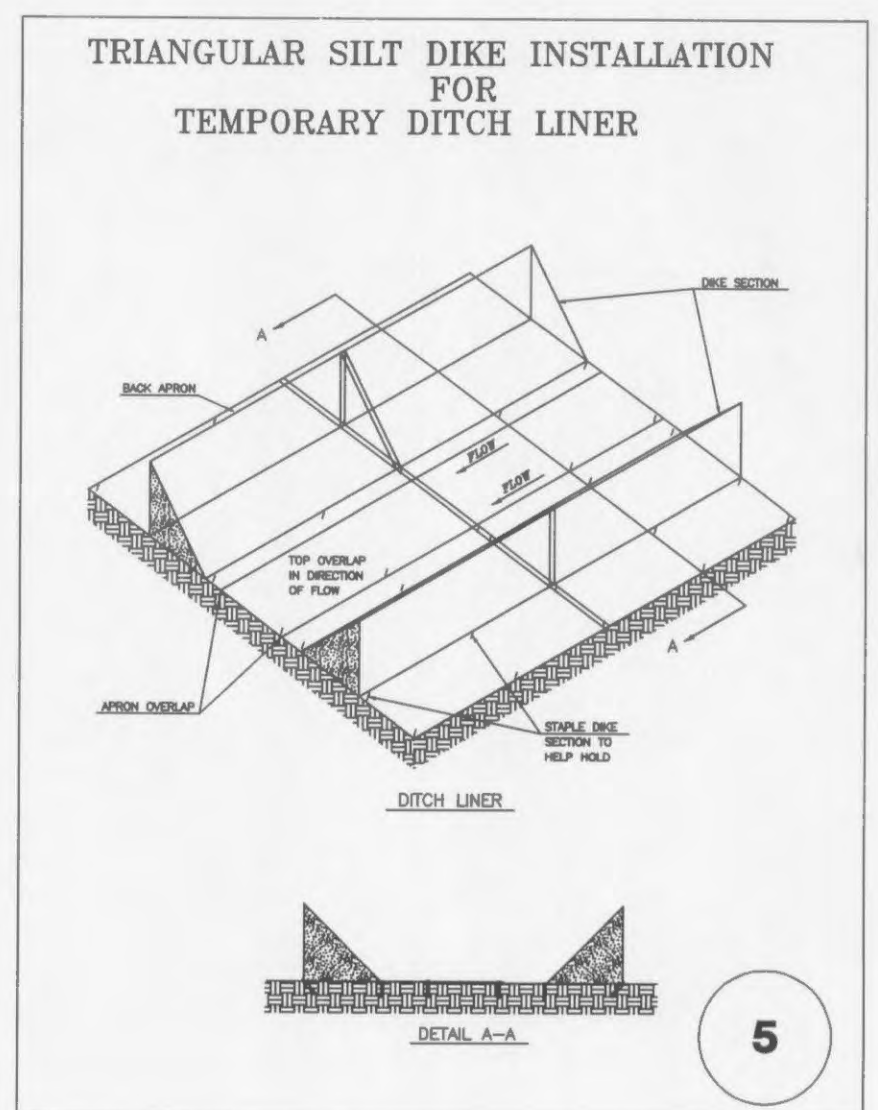 TRIANGULAR SILT DIKE INSTALLATION
FOR
TEMPORARY DITCH LINER
DIKE SECTION
A
BACK APRON
FLOW
FLOW
TOP OVERLAP
IN DIRECTION
OF FLOW
A
APRON OVERLAP
STAPLE DIKE
SECTION TO
HELP HOLD
DITCH LINER
DETAIL A-A
5